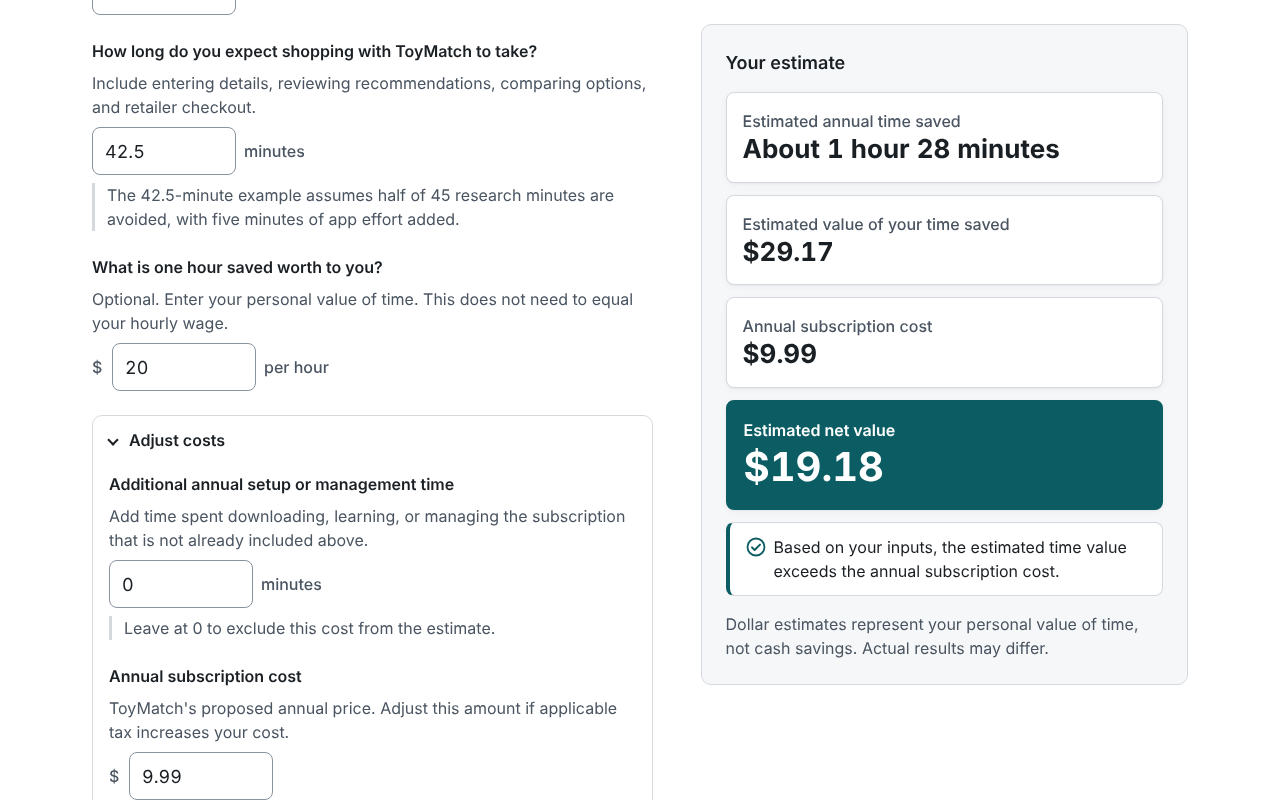 How long do you expect shopping with ToyMatch to take?
Include entering details, reviewing recommendations, comparing options,
and retailer checkout.
42.5 minutes
The 42.5-minute example assumes half of 45 research minutes are
avoided, with five minutes of app effort added.
What is one hour saved worth to you?
Optional. Enter your personal value of time. This does not need to equal
your hourly wage.
$ 20 per hour
Adjust costs
Additional annual setup or management time
Add time spent downloading, learning, or managing the subscription
that is not already included above.
0 minutes
Leave at 0 to exclude this cost from the estimate.
Annual subscription cost
ToyMatch's proposed annual price. Adjust this amount if applicable
tax increases your cost.
$ 9.99
Your estimate
Estimated annual time saved
About 1 hour 28 minutes
Estimated value of your time saved
$29.17
Annual subscription cost
$9.99
Estimated net value
$19.18
Based on your inputs, the estimated time value
exceeds the annual subscription cost.
Dollar estimates represent your personal value of time,
not cash savings. Actual results may differ.